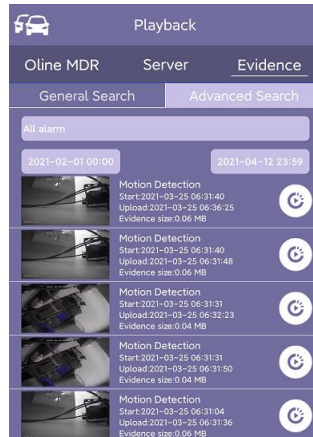 Playback
Oline MDR Server Evidence
General Search Advanced Search
All alarm
2021-02-01 00:00 2021-04-12 23:59
Motion Detection
Start:2021-03-25 06:31:40
Upload:2021-03-25 06:36:25
Evidence size:0.06 MB
Motion Detection
Start:2021-03-25 06:31:40
Upload:2021-03-25 06:31:48
Evidence size:0.06 MB
Motion Detection
Start:2021-03-25 06:31:31
Upload:2021-03-25 06:32:23
Evidence size:0.04 MB
Motion Detection
Start:2021-03-25 06:31:31
Upload:2021-03-25 06:31:50
Evidence size:0.04 MB
Motion Detection
Start:2021-03-25 06:31:04
Upload:2021-03-25 06:31:36
Evidence size:0.06 MB